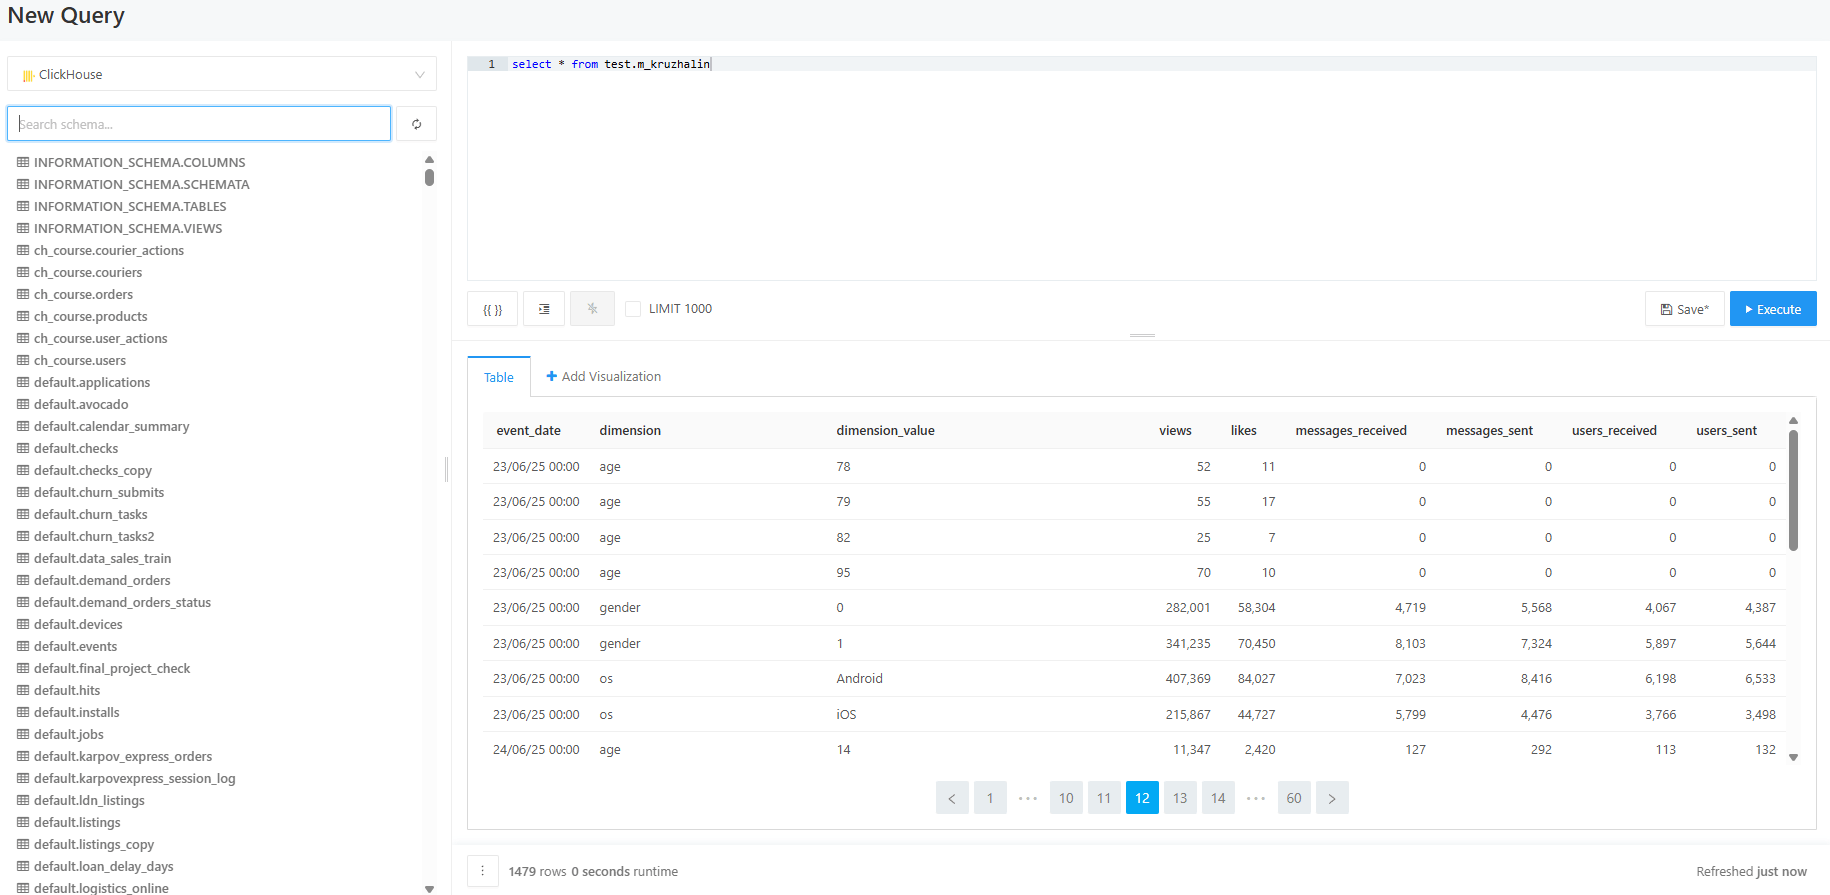 New Query
ClickHouse
Search schema...
INFORMATION_SCHEMA.COLUMNS
INFORMATION_SCHEMA.SCHEMATA
INFORMATION_SCHEMA.TABLES
INFORMATION_SCHEMA.VIEWS
ch_course.courier_actions
ch_course.couriers
ch_course.orders
ch_course.products
ch_course.user_actions
ch_course.users
default.applications
default.avocado
default.calendar_summary
default.checks
default.checks_copy
default.churn_submits
default.churn_tasks
default.churn_tasks2
default.data_sales_train
default.demand_orders
default.demand_orders_status
default.devices
default.events
default.final_project_check
default.hits
default.installs
default.jobs
default.karpov_express_orders
default.karpovexpress_session_log
default.ldn_listings
default.listings
default.listings_copy
default.loan_delay_days
default.logistics_online
1 select * from test.m_kruzhalin
{{ }} LIMIT 1000 Save* Execute
Table Add Visualization
event_date dimension dimension_value views likes messages_received messages_sent users_received users_sent
23/06/25 00:00 age 78 52 11 0 0 0 0
23/06/25 00:00 age 79 55 17 0 0 0 0
23/06/25 00:00 age 82 25 7 0 0 0 0
23/06/25 00:00 age 95 70 10 0 0 0 0
23/06/25 00:00 gender 0 282,001 58,304 4,719 5,568 4,067 4,387
23/06/25 00:00 gender 1 341,235 70,450 8,103 7,324 5,897 5,644
23/06/25 00:00 os Android 407,369 84,027 7,023 8,416 6,198 6,533
23/06/25 00:00 os iOS 215,867 44,727 5,799 4,476 3,766 3,498
24/06/25 00:00 age 14 11,347 2,420 127 292 113 132
< 1 ••• 10 11 12 13 14 ••• 60 >
1479 rows 0 seconds runtime
Refreshed just now